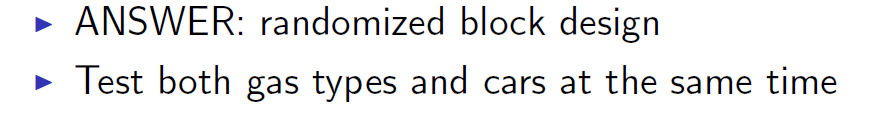 ANSWER: randomized block design
Test both gas types and cars at the same time